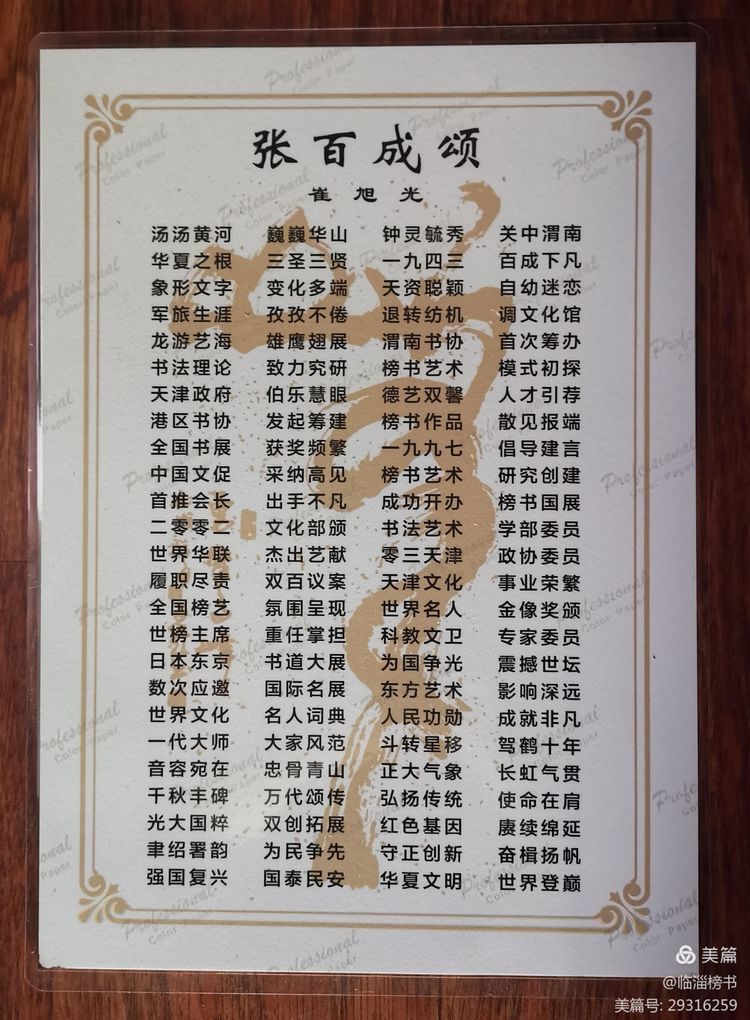 张百成颂
崔旭光
汤汤黄河 巍巍华山 钟灵毓秀 关中渭南
华夏之根 三圣三贤 一九四三 百成下凡
象形文字 变化多端 天资聪颖 自幼迷恋
军旅生涯 孜孜不倦 退转纺机 调文化馆
龙游艺海 雄鹰翅展 渭南书协 首次筹办
书法理论 致力究研 榜书艺术 模式初探
天津政府 伯乐慧眼 德艺双馨 人才引荐
港区书协 发起筹建 榜书作品 散见报端
全国书展 获奖频繁 一九九七 倡导建言
中国文促 采纳高见 榜书艺术 研究创建
首推会长 出手不凡 成功开办 榜书国展
二零零二 文化部颁 书法艺术 学部委员
世界华联 杰出艺献 零三天津 政协委员
履职尽责 双百议案 天津文化 事业荣繁
全国榜艺 氛围呈现 世界名人 金像奖颁
世榜主席 重任掌担 科教文卫 专家委员
日本东京 书道大展 为国争光 震撼世坛
数次应邀 国际名展 东方艺术 影响深远
世界文化 名人词典 人民功勋 成就非凡
一代大师 大家风范 斗转星移 驾鹤十年
音容宛在 忠骨青山 正大气象 长虹气贯
千秋丰碑 万代颂传 弘扬传统 使命在肩
光大国粹 双创拓展 红色基因 赓续绵延
聿绍署韵 为民争先 守正创新 奋楫扬帆
强国复兴 国泰民安 华夏文明 世界登巅
美篇
@临淄榜书
美篇号: 29316259